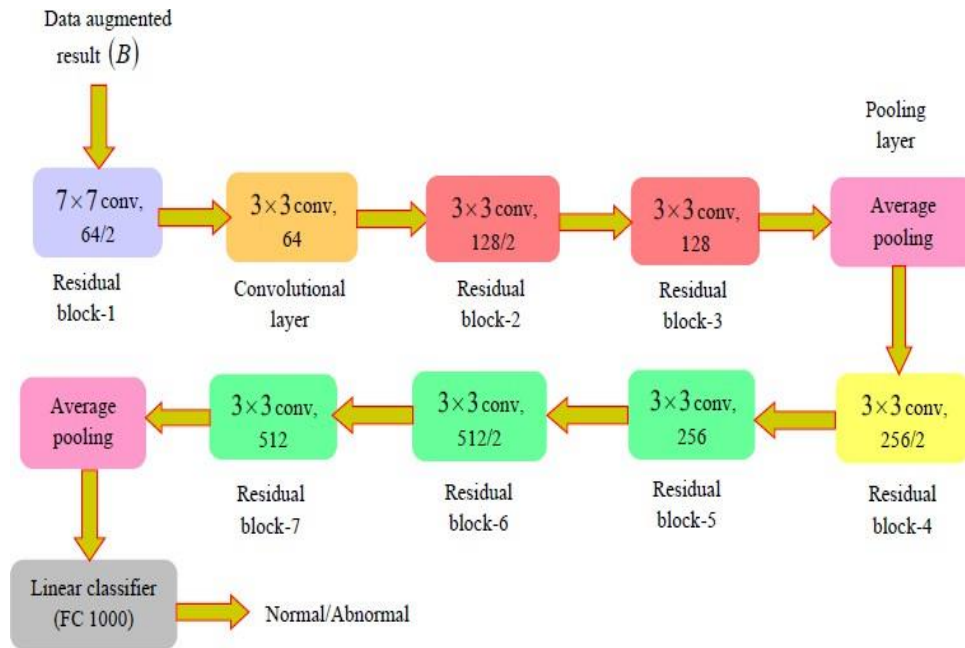 Data augmented
result (B)
Pooling
layer
7×7 conv,
64/2
3×3 conv,
64
3×3 conv,
128/2
3×3 conv,
128
Average
pooling
Residual
block-1
Convolutional
layer
Residual
block-2
Residual
block-3
Average
pooling
3×3 conv,
512
3×3 conv,
512/2
3×3 conv,
256
3×3 conv,
256/2
Residual
block-7
Residual
block-6
Residual
block-5
Residual
block-4
Linear classifier
(FC 1000)
Normal/Abnormal